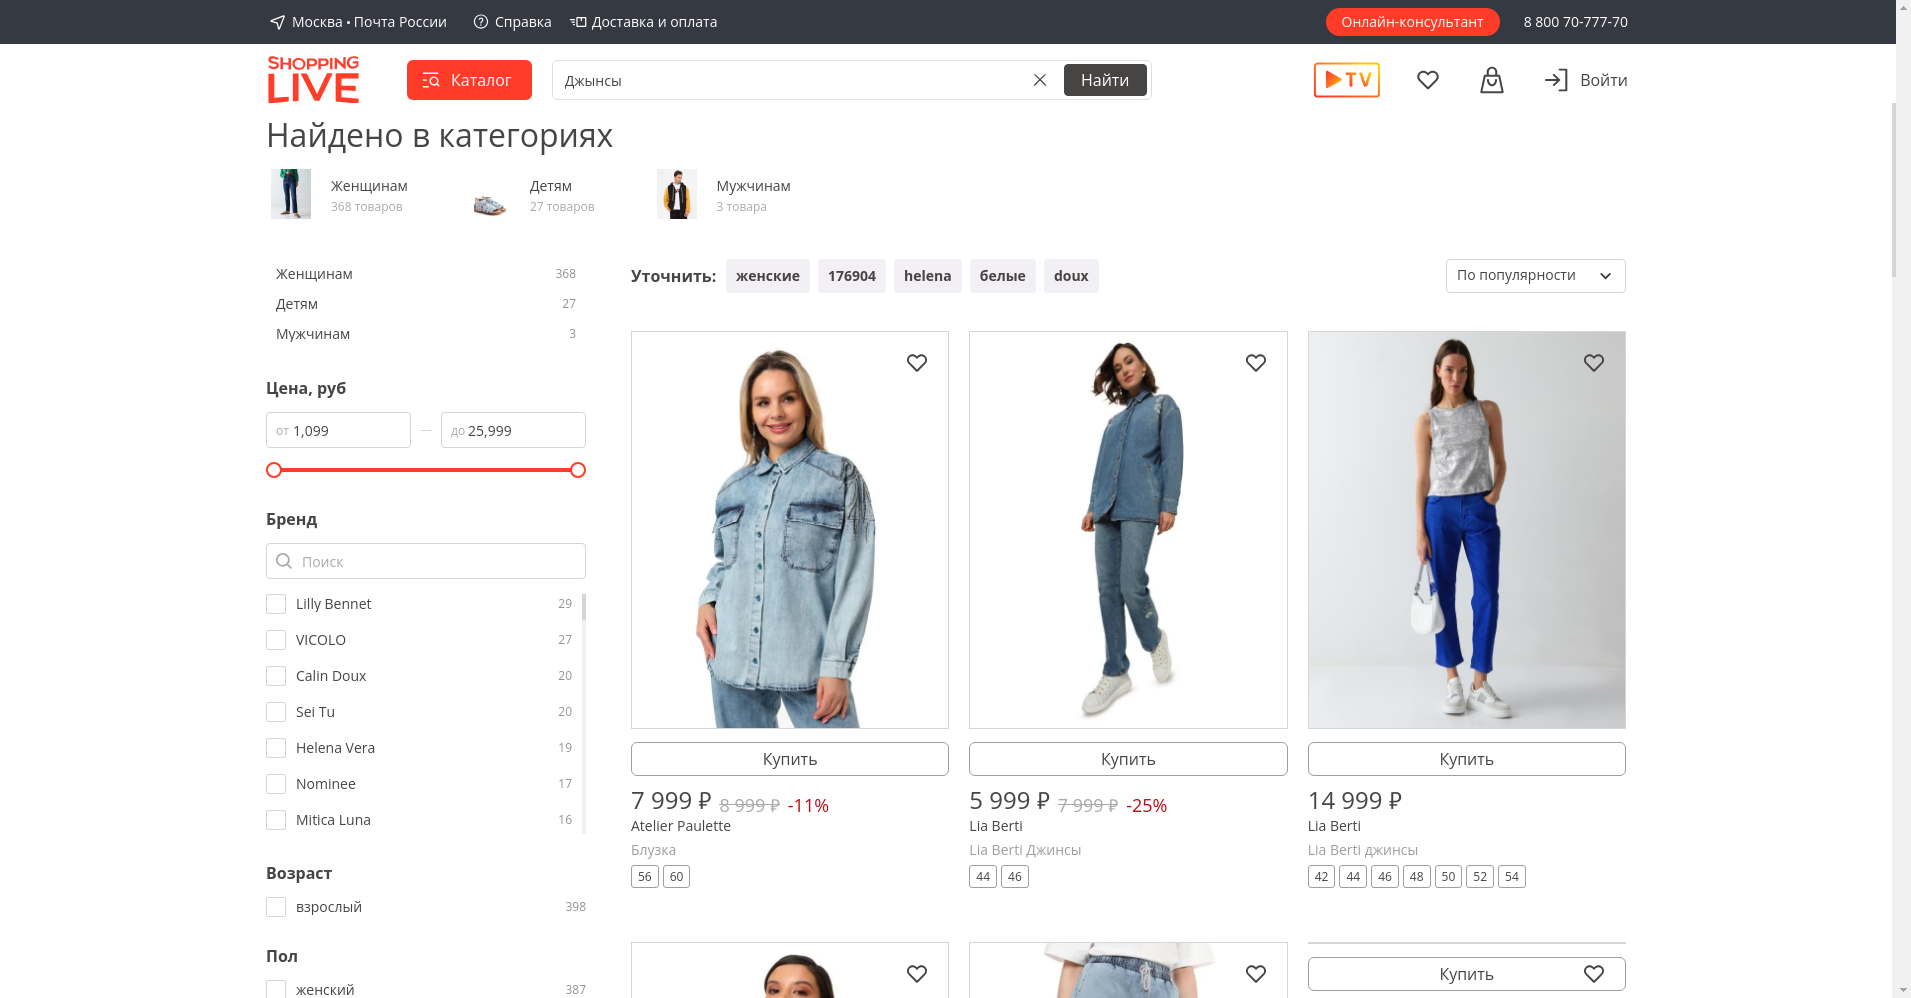 Москва • Почта России Справка Доставка и оплата Онлайн-консультант 8 800 70-777-70
SHOPPING LIVE
Каталог Джынсы Найти TV Войти
Найдено в категориях
Женщинам
368 товаров
Детям
27 товаров
Мужчинам
3 товара
Женщинам 368
Детям 27
Мужчинам 3
Цена, руб
от 1,099 — до 25,999
Бренд
Поиск
Lilly Bennet 29
VICOLO 27
Calin Doux 20
Sei Tu 20
Helena Vera 19
Nominee 17
Mitica Luna 16
Возраст
взрослый 398
Пол
женский 387
Уточнить: женские 176904 helena белые doux По популярности
Купить
7 999 ₽ 8 999 ₽ -11%
Atelier Paulette
Блузка
56 60
Купить
5 999 ₽ 7 999 ₽ -25%
Lia Berti
Lia Berti Джинсы
44 46
Купить
14 999 ₽
Lia Berti
Lia Berti джинсы
42 44 46 48 50 52 54
Купить